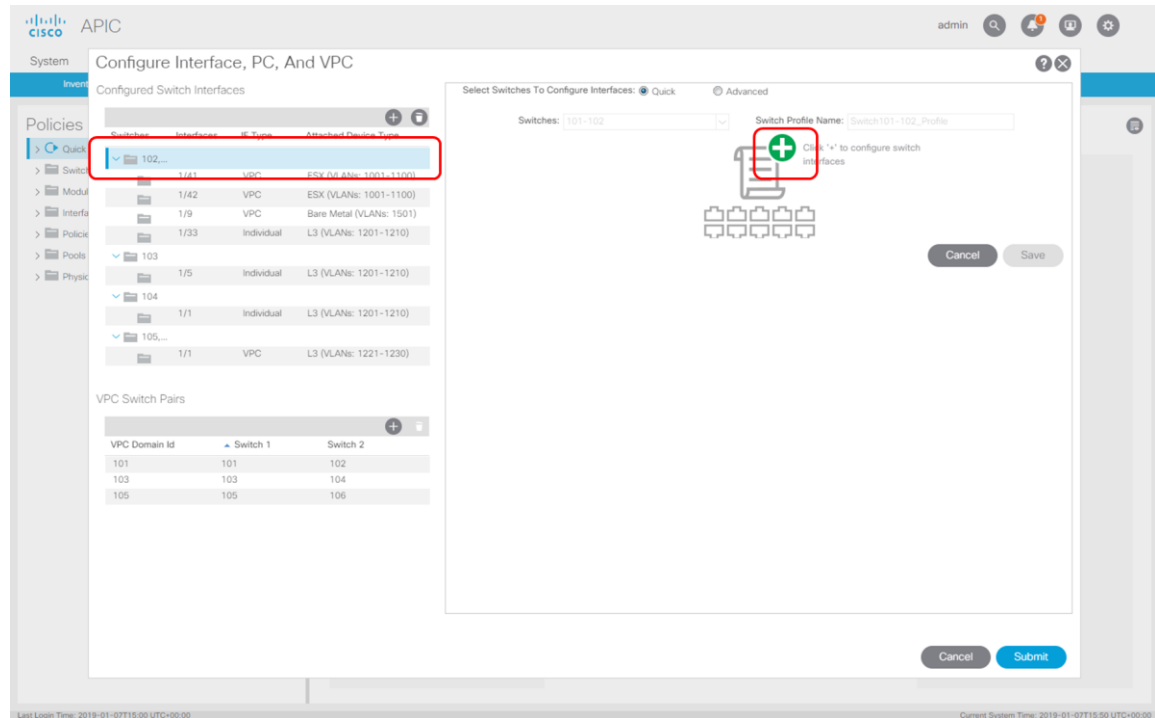 CISCO APIC
admin
1
System
Configure Interface, PC, And VPC
Invent
Configured Switch Interfaces
Select Switches To Configure Interfaces: Quick Advanced
Switches: 101-102
Switch Profile Name: Switch101-102_Profile
Click '+' to configure switch
interfaces
Cancel Save
Policies
Quick
Switch
Modul
Interfa
Policie
Pools
Physic
Switches Interfaces IF Type Attached Device Type
102,...
1/41 VPC ESX (VLANs: 1001-1100)
1/42 VPC ESX (VLANs: 1001-1100)
1/9 VPC Bare Metal (VLANs: 1501)
1/33 Individual L3 (VLANs: 1201-1210)
103
1/5 Individual L3 (VLANs: 1201-1210)
104
1/1 Individual L3 (VLANs: 1201-1210)
105,...
1/1 VPC L3 (VLANs: 1221-1230)
VPC Switch Pairs
VPC Domain Id Switch 1 Switch 2
101 101 102
103 103 104
105 105 106
Cancel Submit
Last Login Time: 2019-01-07T15:00 UTC+00:00
Current System Time: 2019-01-07T15:50 UTC+00:00